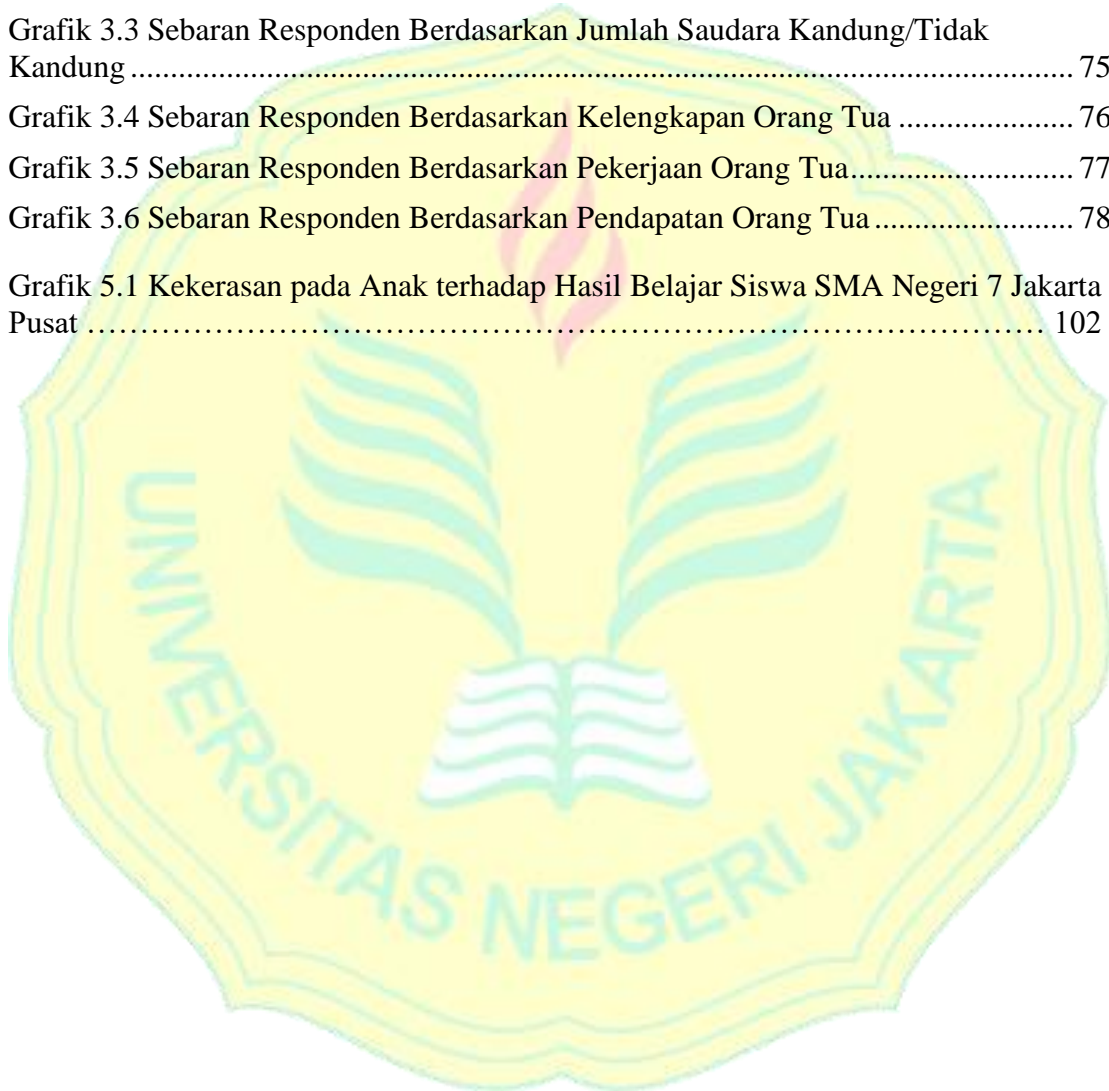 Grafik 3.3 Sebaran Responden Berdasarkan Jumlah Saudara Kandung/Tidak
Kandung ........................................................................................................................ 75
Grafik 3.4 Sebaran Responden Berdasarkan Kelengkapan Orang Tua ...................... 76
Grafik 3.5 Sebaran Responden Berdasarkan Pekerjaan Orang Tua............................ 77
Grafik 3.6 Sebaran Responden Berdasarkan Pendapatan Orang Tua ......................... 78
Grafik 5.1 Kekerasan pada Anak terhadap Hasil Belajar Siswa SMA Negeri 7 Jakarta
Pusat ……………………………………………………………………………… 102
UNIVERSITAS NEGERI JAKARTA